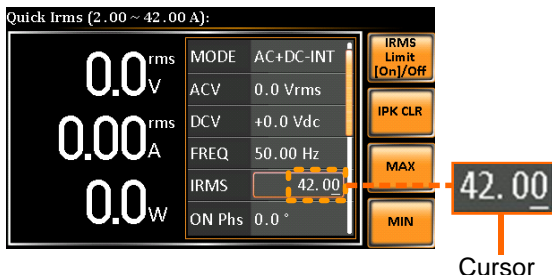 Quick Irms (2.00 ~ 42.00 A):
0.0 rms V
0.00 rms A
0.0 W
MODE AC+DC-INT
ACV 0.0 Vrms
DCV +0.0 Vdc
FREQ 50.00 Hz
IRMS 42.00
ON Phs 0.0 °
IRMS
Limit
[On]/Off
IPK CLR
MAX
MIN
42.00
Cursor